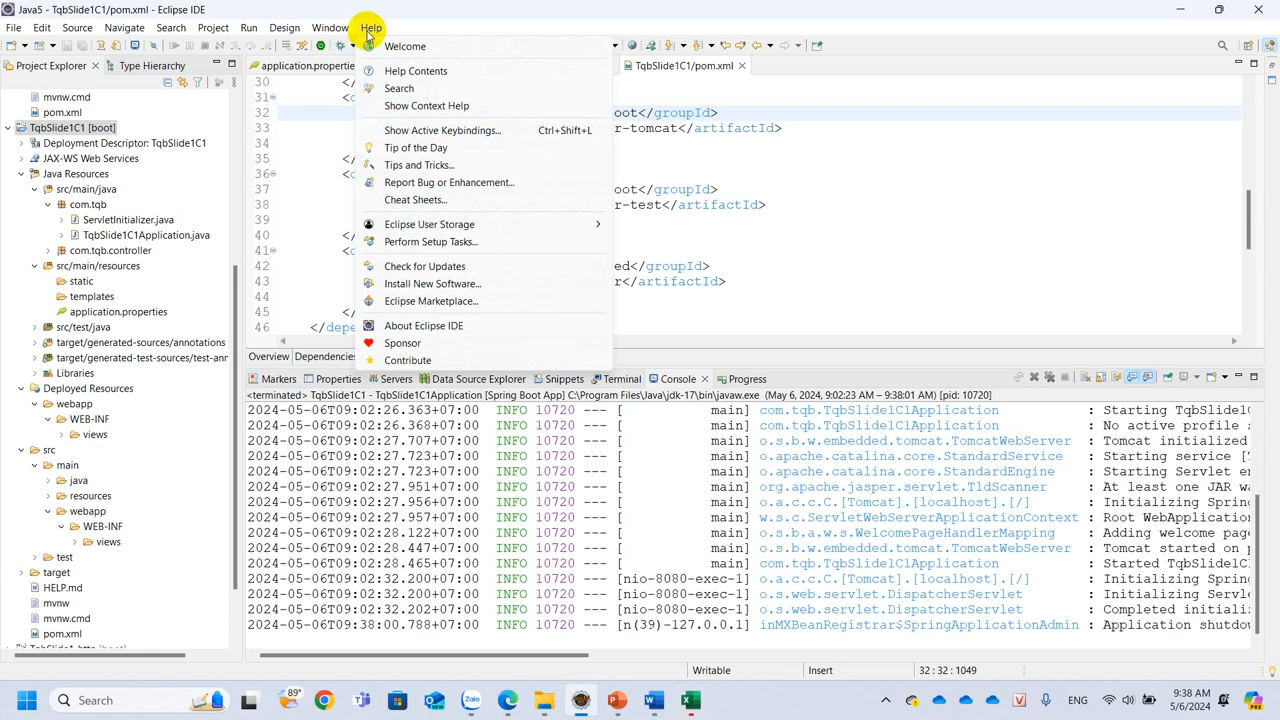 Java5 - TqbSlide1C1/pom.xml - Eclipse IDE
File Edit Source Navigate Search Project Run Design Window Help
Project Explorer Type Hierarchy
mvnw.cmd
pom.xml
TqbSlide1C1 [boot]
Deployment Descriptor: TqbSlide1C1
JAX-WS Web Services
Java Resources
src/main/java
com.tqb
ServletInitializer.java
TqbSlide1C1Application.java
com.tqb.controller
src/main/resources
static
templates
application.properties
src/test/java
target/generated-sources/annotations
target/generated-test-sources/test-ann
Libraries
Deployed Resources
webapp
WEB-INF
views
src
main
java
resources
webapp
WEB-INF
views
test
target
HELP.md
mvnw
mvnw.cmd
pom.xml
Welcome
Help Contents
Search
Show Context Help
Show Active Keybindings... Ctrl+Shift+L
Tip of the Day
Tips and Tricks...
Report Bug or Enhancement...
Cheat Sheets...
Eclipse User Storage
Perform Setup Tasks...
Check for Updates
Install New Software...
Eclipse Marketplace...
About Eclipse IDE
Sponsor
Contribute
application.propertie TqbSlide1C1/pom.xml
30 </
31 <d
32 oot</groupId>
33 r-tomcat</artifactId>
34
35 </
36 <d
37 oot</groupId>
38 r-test</artifactId>
39
40 </
41 <d
42 ed</groupId>
43 r</artifactId>
44
45 </
46 </depe
Overview Dependencies
Markers Properties Servers Data Source Explorer Snippets Terminal Console Progress
<terminated> TqbSlide1C1 - TqbSlide1C1Application [Spring Boot App] C:\Program Files\Java\jdk-17\bin\javaw.exe (May 6, 2024, 9:02:23 AM – 9:38:01 AM) [pid: 10720]
2024-05-06T09:02:26.363+07:00 INFO 10720 --- [ main] com.tqb.TqbSlide1C1Application : Starting TqbSlide1C
2024-05-06T09:02:26.368+07:00 INFO 10720 --- [ main] com.tqb.TqbSlide1C1Application : No active profile s
2024-05-06T09:02:27.707+07:00 INFO 10720 --- [ main] o.s.b.w.embedded.tomcat.TomcatWebServer : Tomcat initialized
2024-05-06T09:02:27.723+07:00 INFO 10720 --- [ main] o.apache.catalina.core.StandardService : Starting service [T
2024-05-06T09:02:27.723+07:00 INFO 10720 --- [ main] o.apache.catalina.core.StandardEngine : Starting Servlet en
2024-05-06T09:02:27.951+07:00 INFO 10720 --- [ main] org.apache.jasper.servlet.TldScanner : At least one JAR wa
2024-05-06T09:02:27.956+07:00 INFO 10720 --- [ main] o.a.c.c.C.[Tomcat].[localhost].[/] : Initializing Spring
2024-05-06T09:02:27.957+07:00 INFO 10720 --- [ main] w.s.c.ServletWebServerApplicationContext : Root WebApplication
2024-05-06T09:02:28.122+07:00 INFO 10720 --- [ main] o.s.b.a.w.s.WelcomePageHandlerMapping : Adding welcome page
2024-05-06T09:02:28.447+07:00 INFO 10720 --- [ main] o.s.b.w.embedded.tomcat.TomcatWebServer : Tomcat started on p
2024-05-06T09:02:28.465+07:00 INFO 10720 --- [ main] com.tqb.TqbSlide1C1Application : Started TqbSlide1C1
2024-05-06T09:02:32.200+07:00 INFO 10720 --- [nio-8080-exec-1] o.a.c.c.C.[Tomcat].[localhost].[/] : Initializing Spring
2024-05-06T09:02:32.200+07:00 INFO 10720 --- [nio-8080-exec-1] o.s.web.servlet.DispatcherServlet : Initializing Servle
2024-05-06T09:02:32.202+07:00 INFO 10720 --- [nio-8080-exec-1] o.s.web.servlet.DispatcherServlet : Completed initializ
2024-05-06T09:38:00.788+07:00 INFO 10720 --- [n(39)-127.0.0.1] inMXBeanRegistrar$SpringApplicationAdmin : Application shutdow
Writable Insert 32 : 32 : 1049
Search 89° Zalo ENG 9:38 AM
5/6/2024